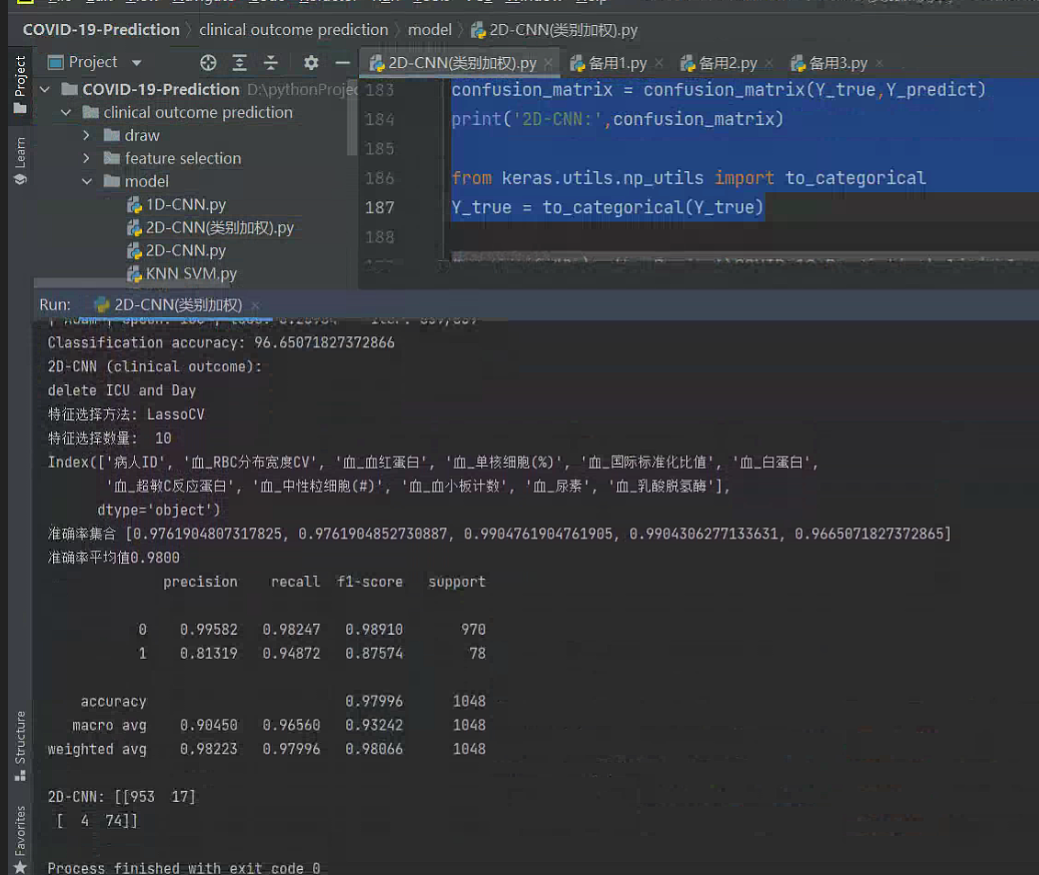 COVID-19-Prediction 〉 clinical outcome prediction 〉 model 〉 2D-CNN(类别加权).py
Project
2D-CNN(类别加权).py × 备用1.py × 备用2.py × 备用3.py ×
COVID-19-Prediction
clinical outcome prediction
draw
feature selection
model
1D-CNN.py
2D-CNN(类别加权).py
2D-CNN.py
KNN SVM.py
Project
Learn
183 confusion_matrix = confusion_matrix(Y_true,Y_predict)
184 print('2D-CNN:',confusion_matrix)
185
186 from keras.utils.np_utils import to_categorical
187 Y_true = to_categorical(Y_true)
188
Run: 2D-CNN(类别加权) ×
Classification accuracy: 96.65071827372866
2D-CNN (clinical outcome):
delete ICU and Day
特征选择方法: LassoCV
特征选择数量: 10
Index(['病人ID', '血_RBC分布宽度CV', '血_血红蛋白', '血_单核细胞(%)', '血_国际标准化比值', '血_白蛋白',
'血_超敏C反应蛋白', '血_中性粒细胞(#)', '血_血小板计数', '血_尿素', '血_乳酸脱氢酶'],
dtype='object')
准确率集合 [0.9761904807317825, 0.9761904852730887, 0.9904761904761905, 0.9904306277133631, 0.9665071827372865]
准确率平均值0.9800
precision recall f1-score support
0 0.99582 0.98247 0.98910 970
1 0.81319 0.94872 0.87574 78
accuracy 0.97996 1048
macro avg 0.90450 0.96560 0.93242 1048
weighted avg 0.98223 0.97996 0.98066 1048
2D-CNN: [[953 17]
[ 4 74]]
Process finished with exit code 0
Structure
Favorites